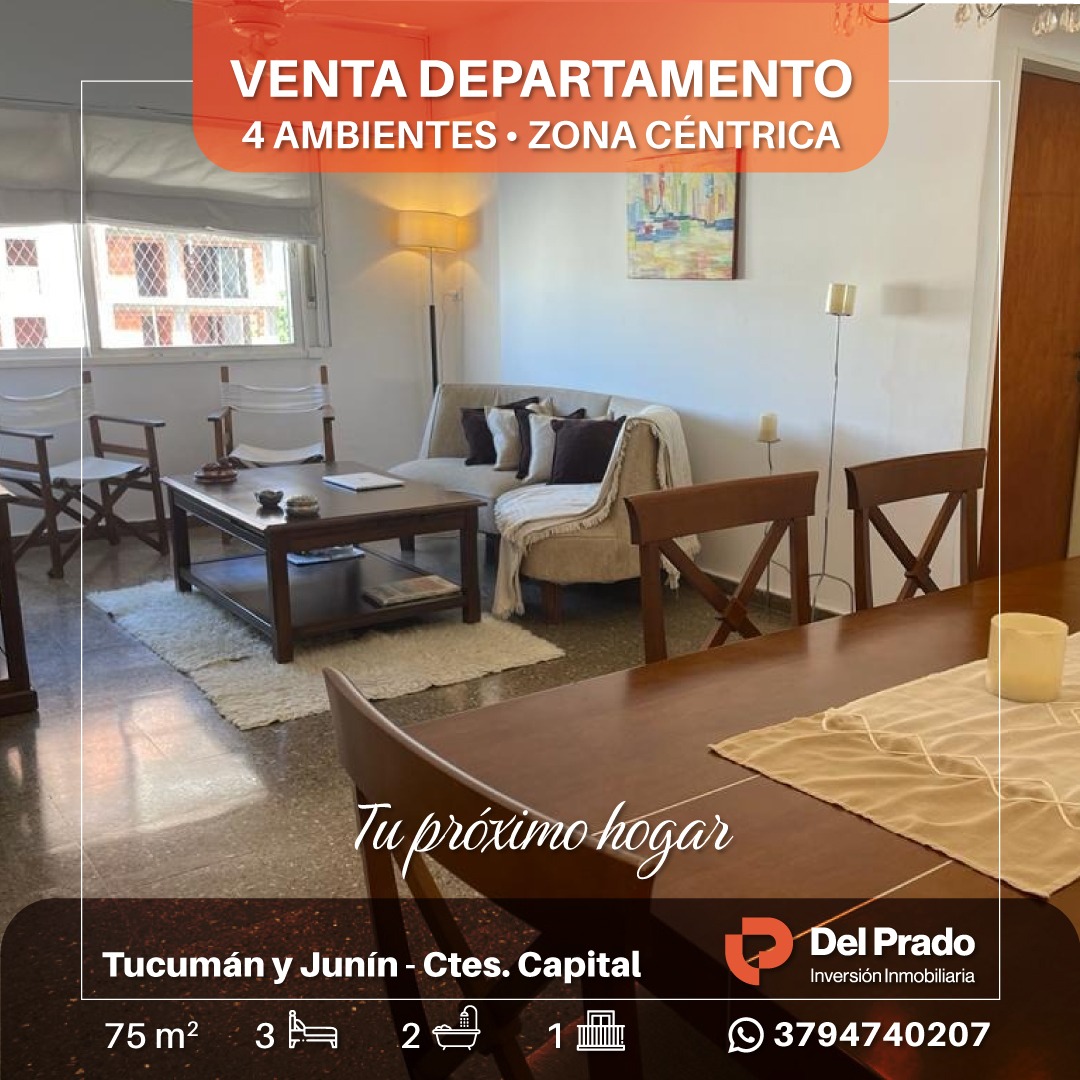 VENTA DEPARTAMENTO
4 AMBIENTES • ZONA CÉNTRICA
Tu próximo hogar
Tucumán y Junín - Ctes. Capital
Del Prado
Inversión Inmobiliaria
75 m² 3 2 1
3794740207